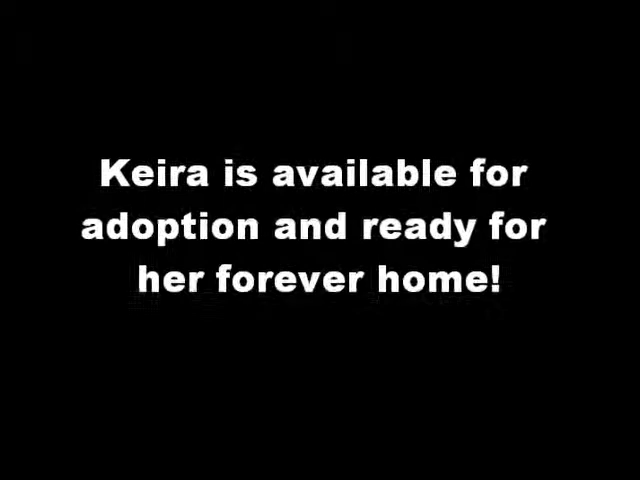 Keira is available for
adoption and ready for
her forever home!